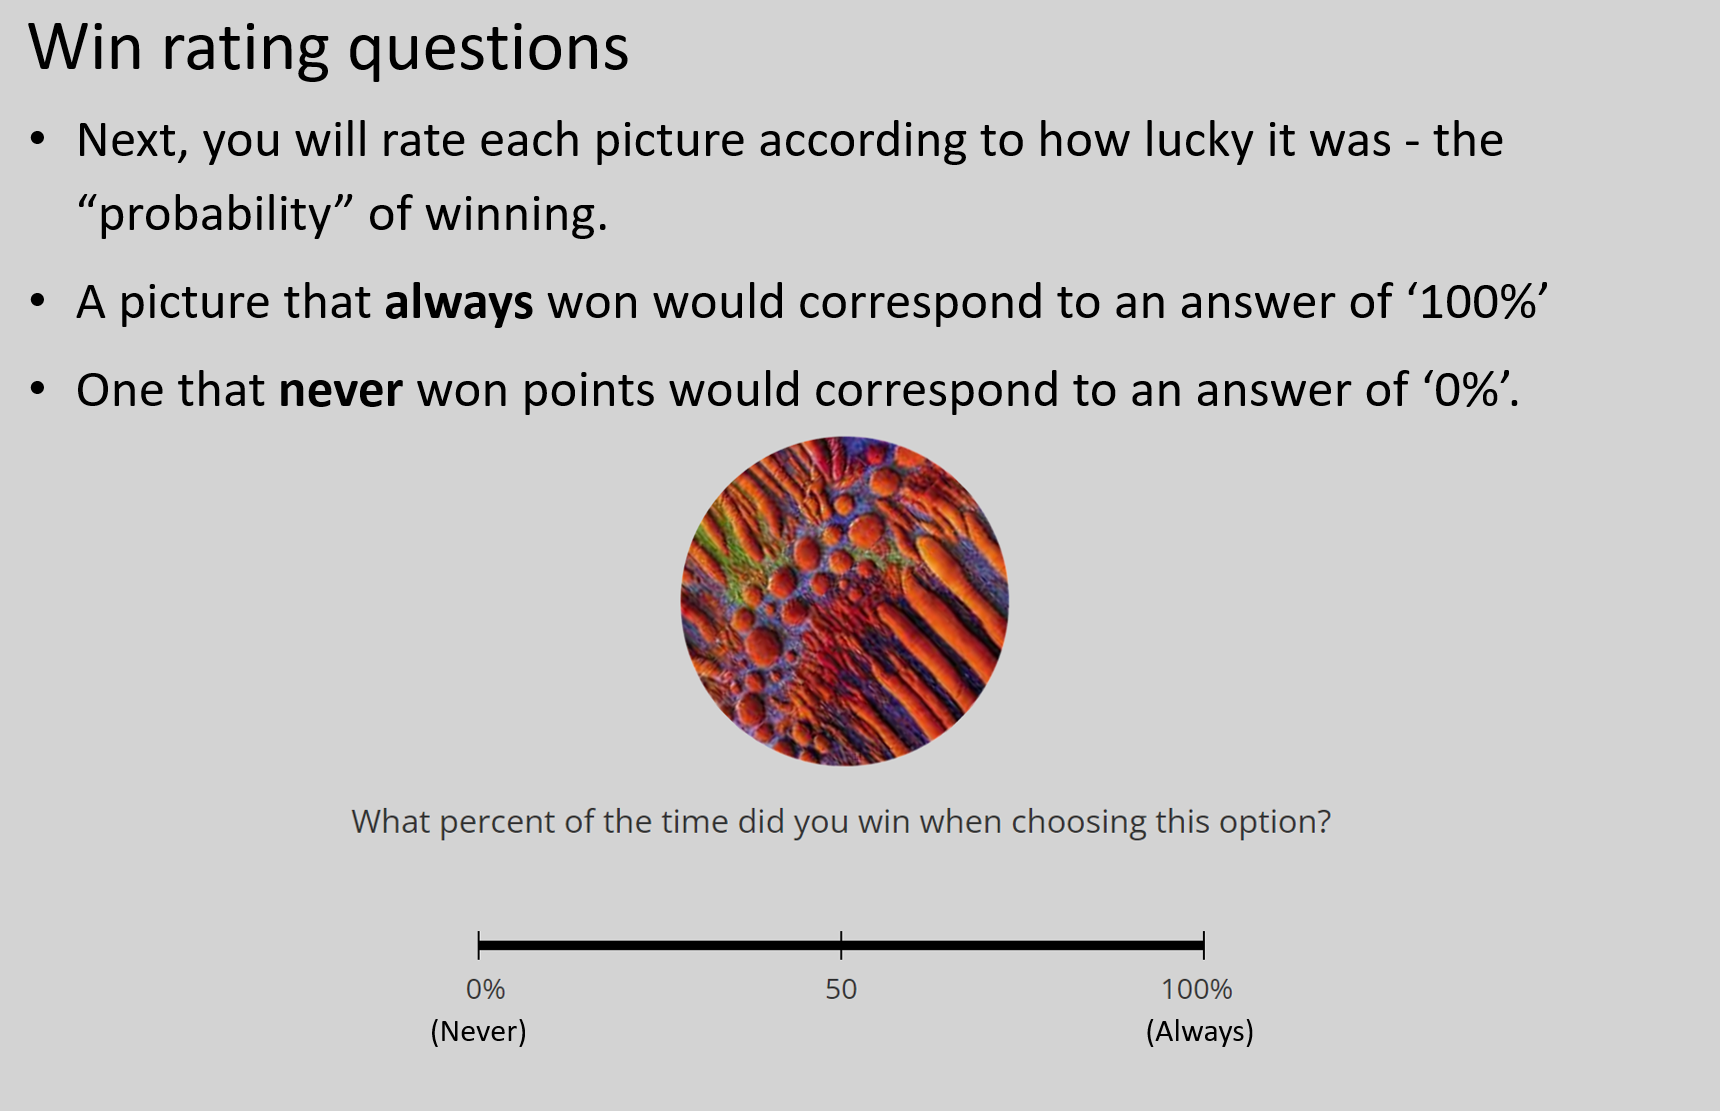 Win rating questions
• Next, you will rate each picture according to how lucky it was - the
“probability” of winning.
• A picture that always won would correspond to an answer of ‘100%’
• One that never won points would correspond to an answer of ‘0%’.
What percent of the time did you win when choosing this option?
0% 50 100%
(Never) (Always)